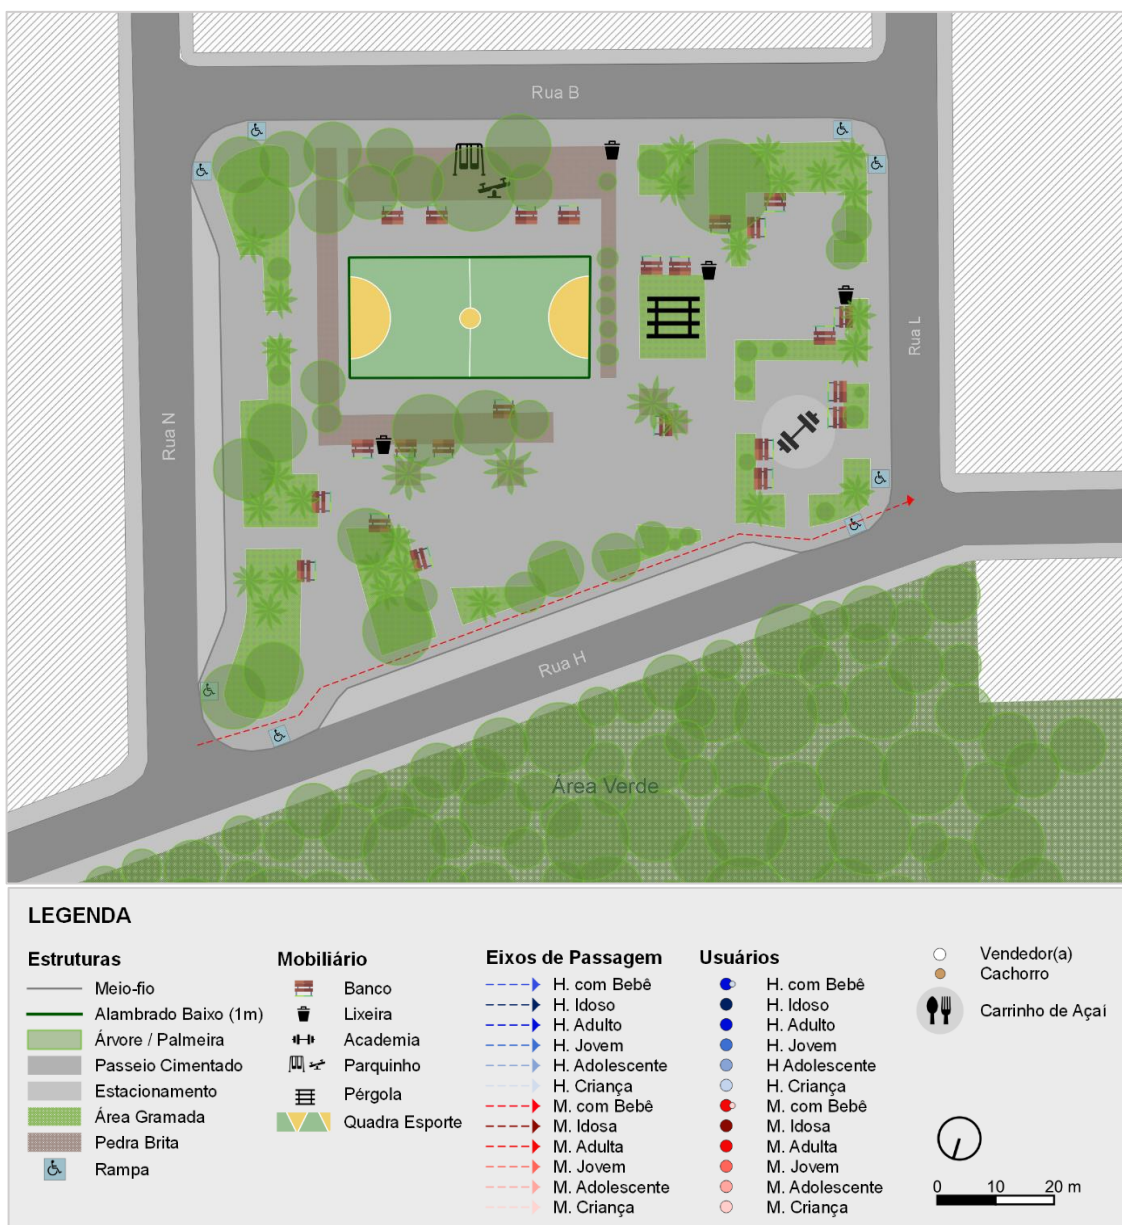 Rua B
Rua L
Rua N
Rua H
Área Verde
LEGENDA
Estruturas
Meio-fio
Alambrado Baixo (1m)
Árvore / Palmeira
Passeio Cimentado
Estacionamento
Área Gramada
Pedra Brita
Rampa
Mobiliário
Banco
Lixeira
Academia
Parquinho
Pérgola
Quadra Esporte
Eixos de Passagem
H. com Bebê
H. Idoso
H. Adulto
H. Jovem
H. Adolescente
H. Criança
M. com Bebê
M. Idosa
M. Adulta
M. Jovem
M. Adolescente
M. Criança
Usuários
H. com Bebê
H. Idoso
H. Adulto
H. Jovem
H Adolescente
H. Criança
M. com Bebê
M. Idosa
M. Adulta
M. Jovem
M. Adolescente
M. Criança
Vendedor(a)
Cachorro
Carrinho de Açaí
0 10 20 m